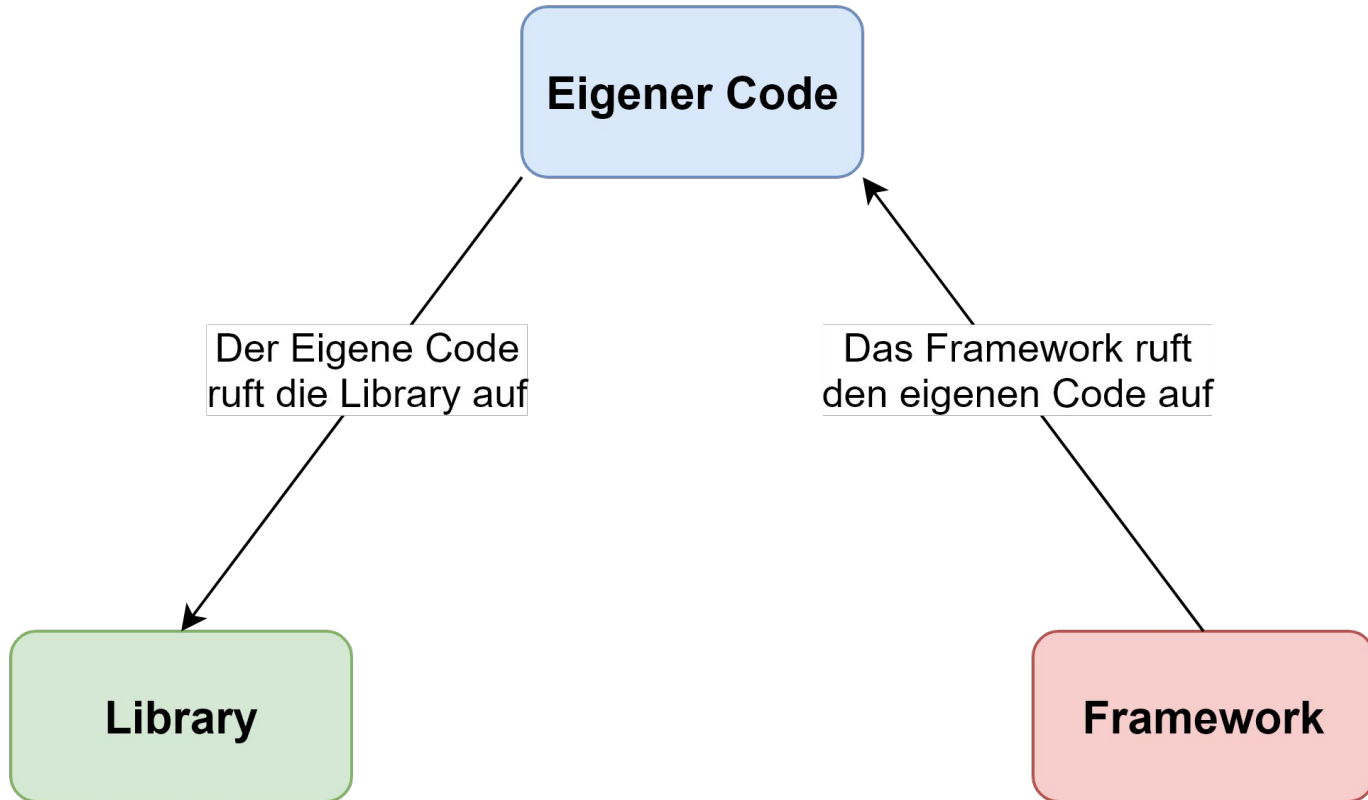 Eigener Code
Der Eigene Code
ruft die Library auf
Das Framework ruft
den eigenen Code auf
Library
Framework